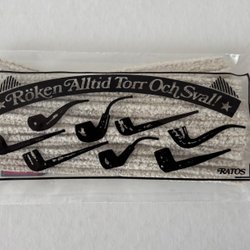 Röken Alltid Torr Och Sval!
RATOS